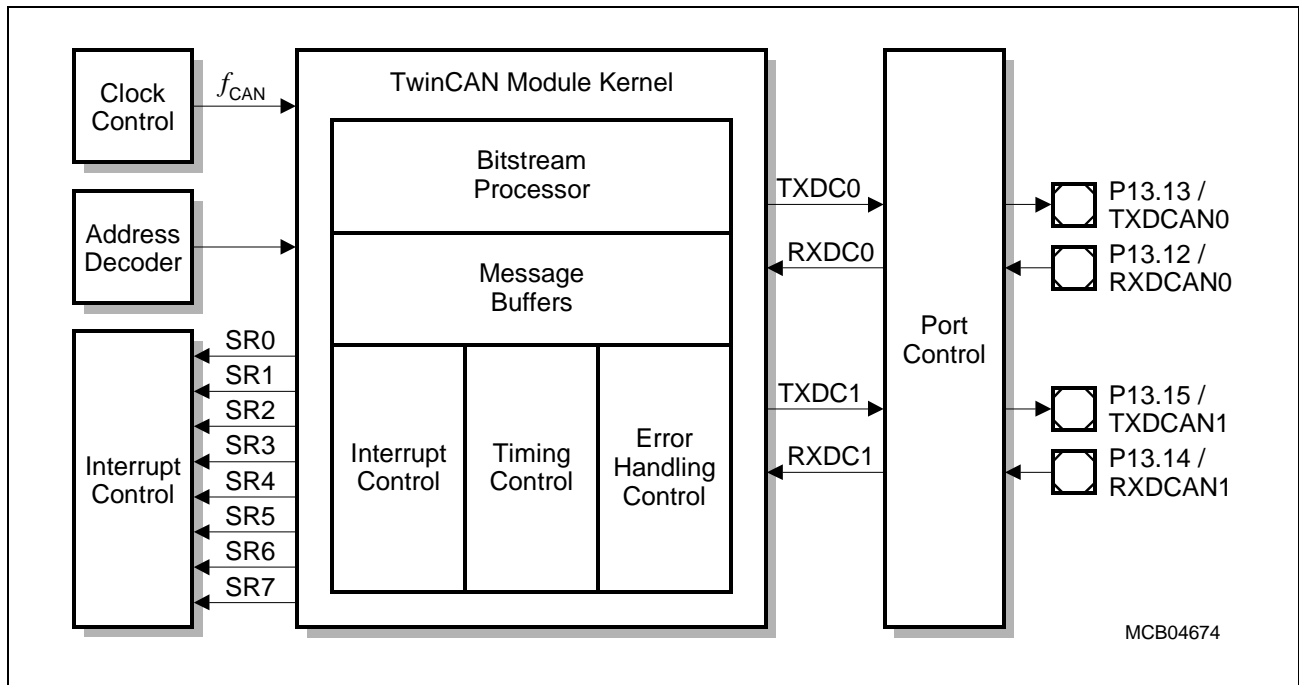 Clock
Control
fCAN
Address
Decoder
Interrupt
Control
SR0
SR1
SR2
SR3
SR4
SR5
SR6
SR7
TwinCAN Module Kernel
Bitstream
Processor
Message
Buffers
Interrupt
Control
Timing
Control
Error
Handling
Control
TXDC0
RXDC0
TXDC1
RXDC1
Port
Control
P13.13 /
TXDCAN0
P13.12 /
RXDCAN0
P13.15 /
TXDCAN1
P13.14 /
RXDCAN1
MCB04674